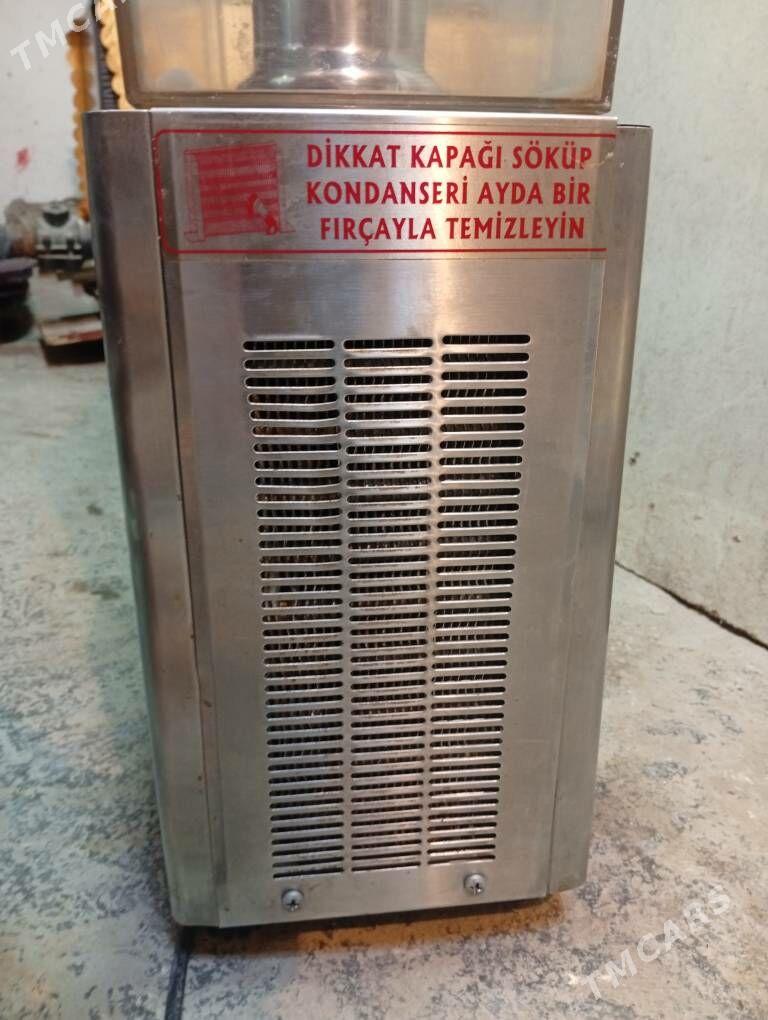 TMCARS
DİKKAT KAPAĞI SÖKÜP
KONDANSERİ AYDA BİR
FIRÇAYLA TEMİZLEYİN
TMCARS